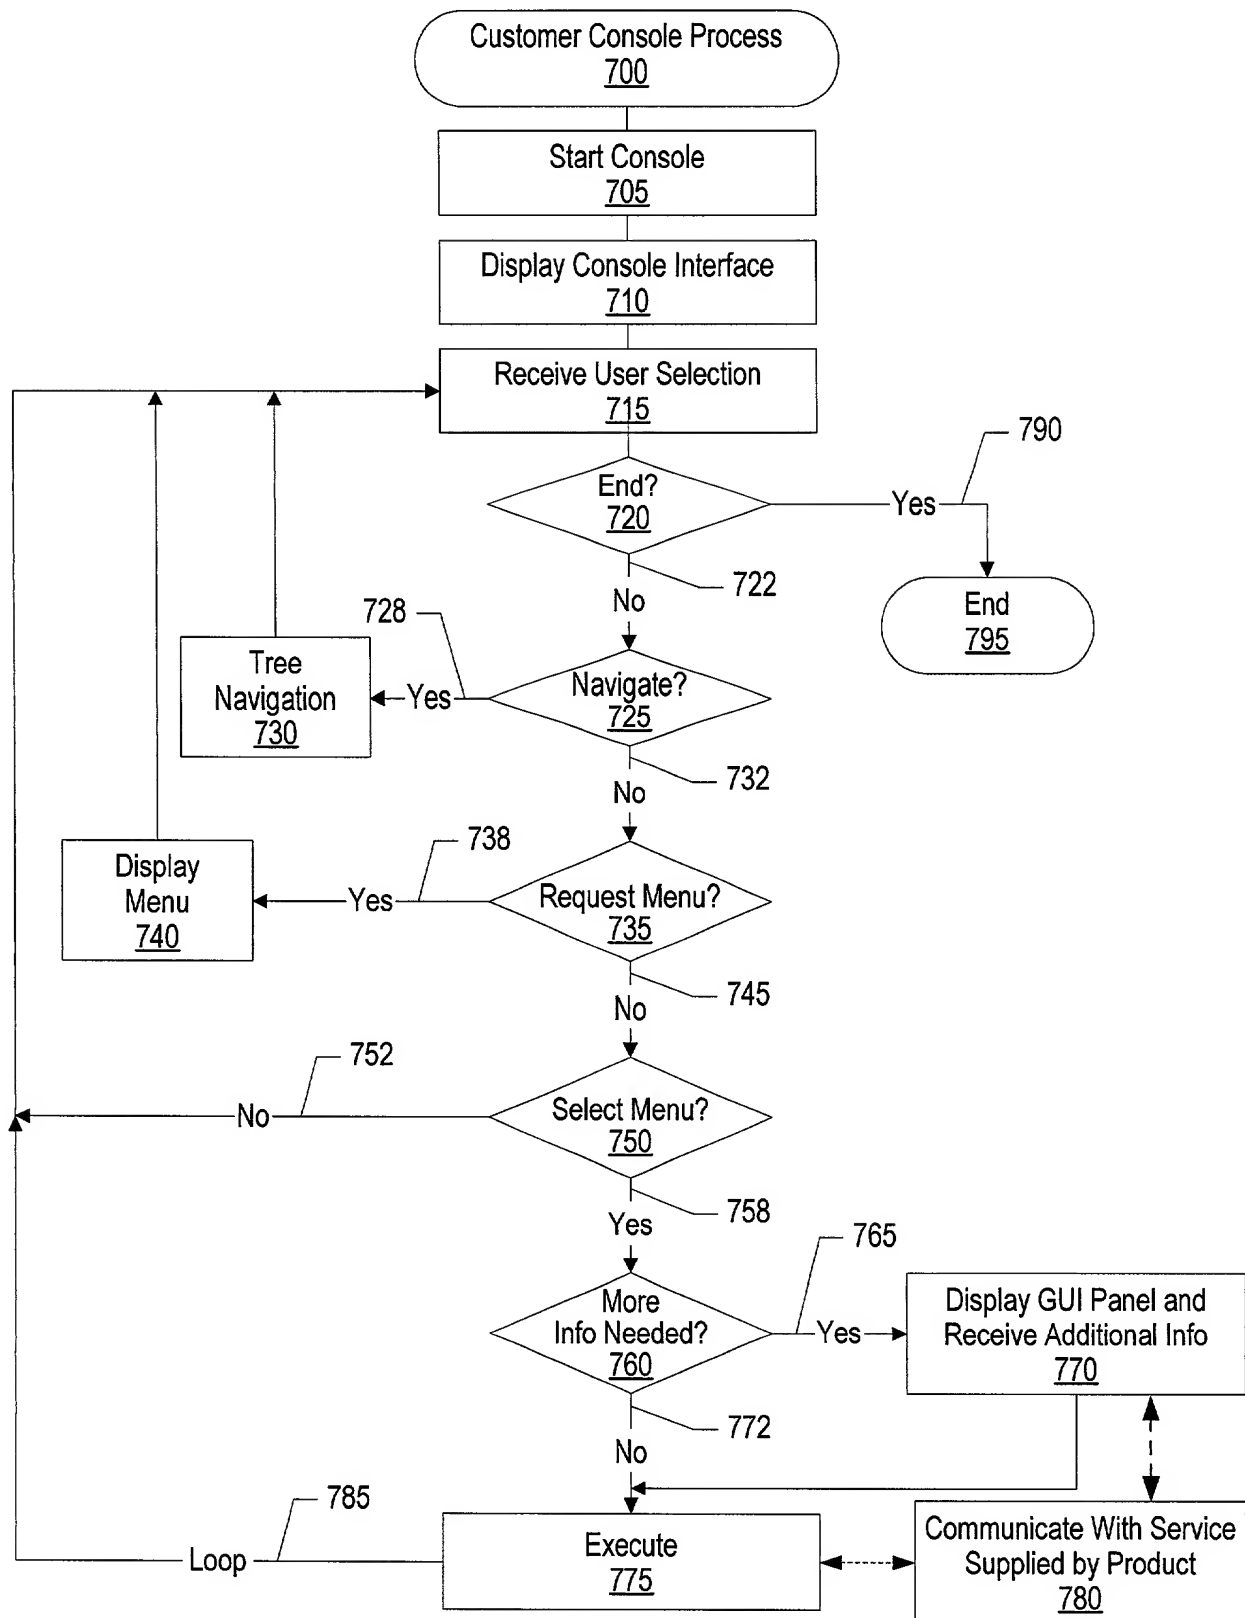 Customer Console Process
700
Start Console
705
Display Console Interface
710
Receive User Selection
715
790
End?
720
Yes
722
No
End
795
728
Tree
Navigation
730
Yes
Navigate?
725
732
No
738
Display
Menu
740
Yes
Request Menu?
735
745
No
752
No
Select Menu?
750
758
Yes
765
More
Info Needed?
760
Yes
Display GUI Panel and
Receive Additional Info
770
772
No
785
Loop
Execute
775
Communicate With Service
Supplied by Product
780